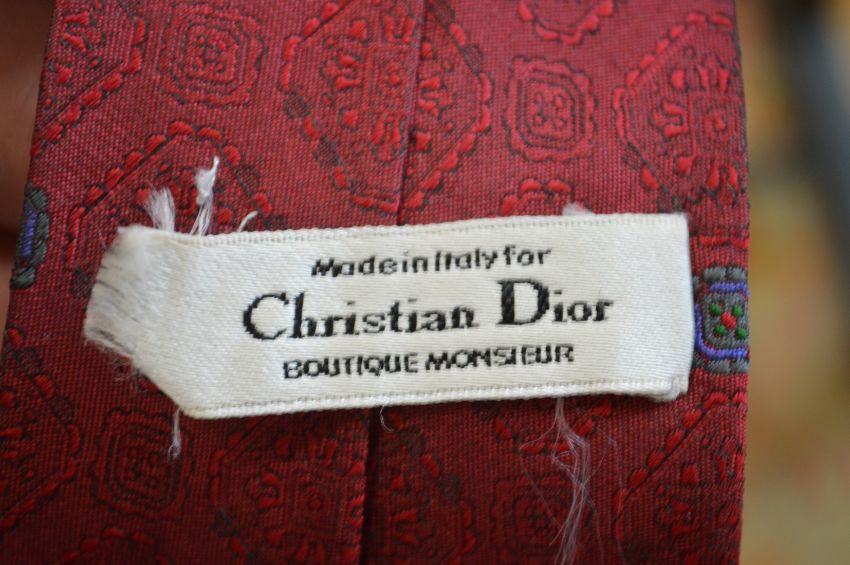 Made in Italy for
Christian Dior
BOUTIQUE MONSIEUR